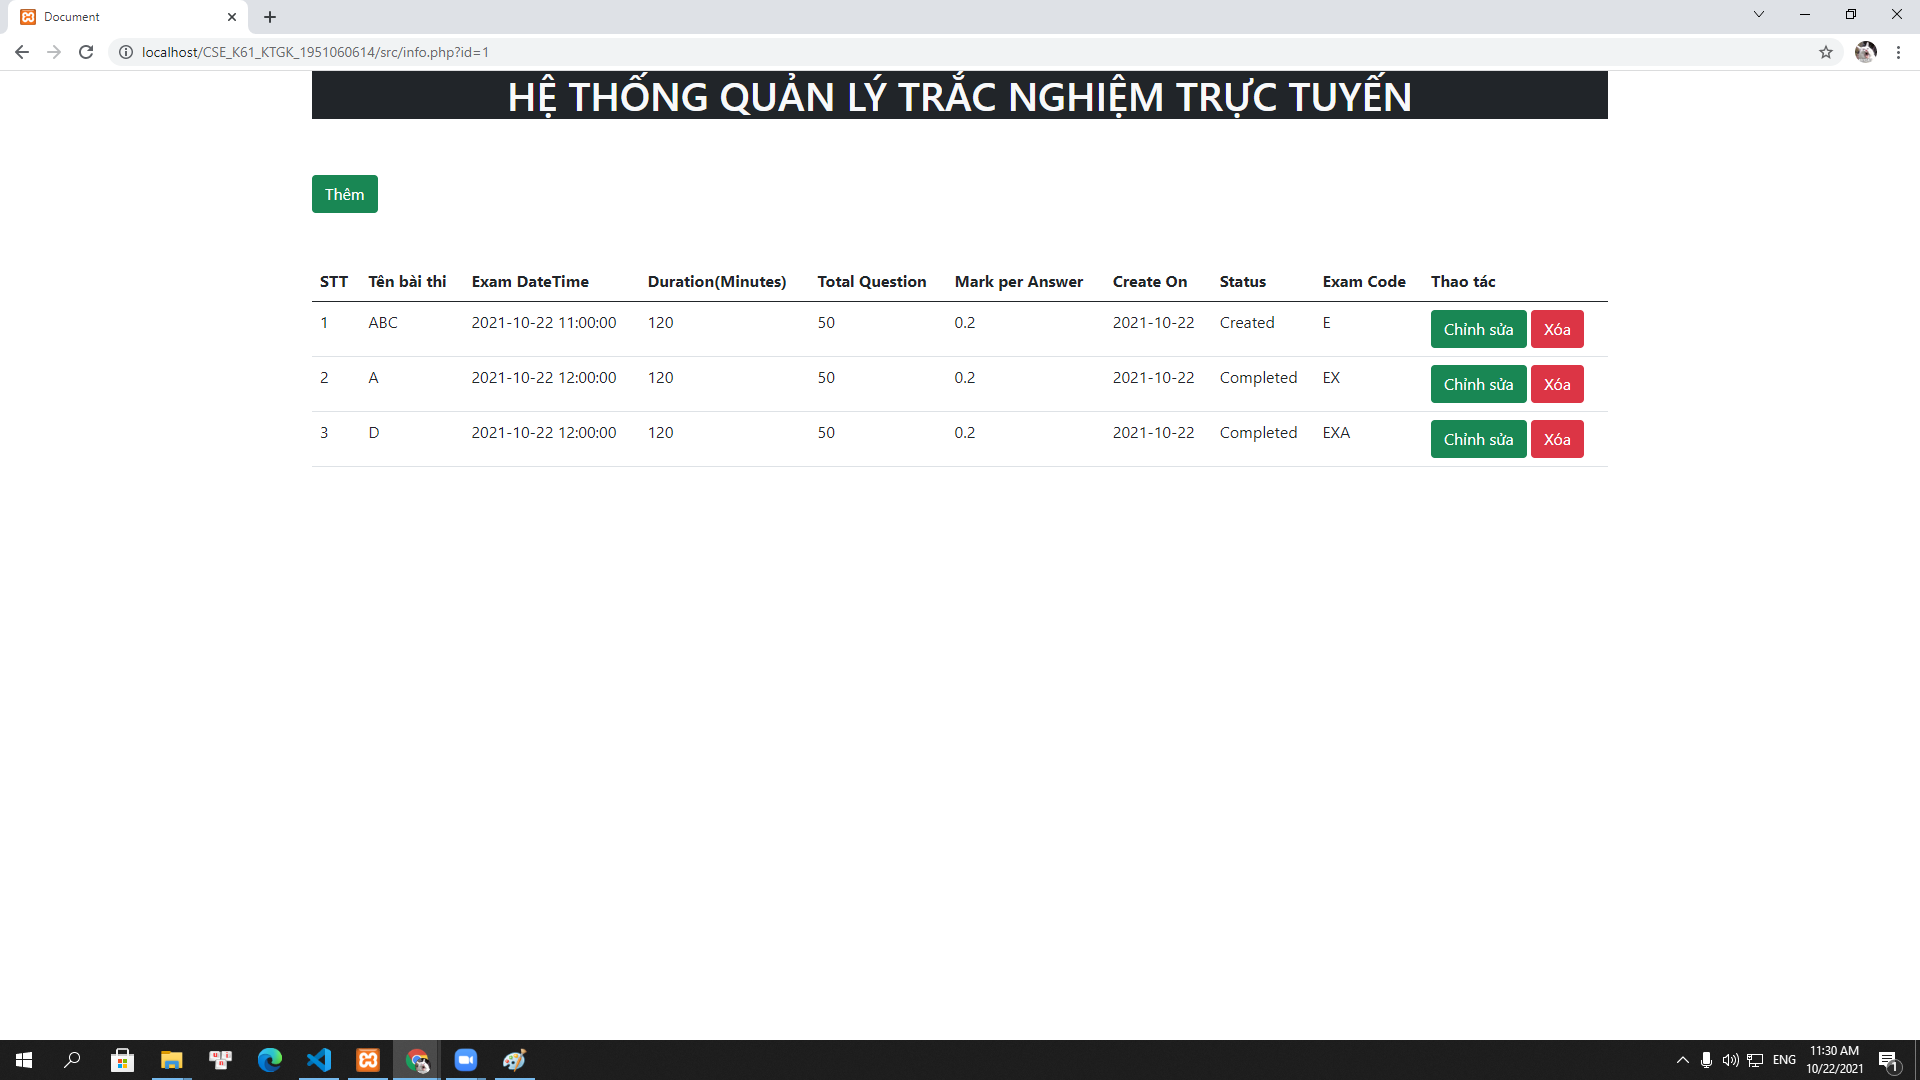 Document
localhost/CSE_K61_KTGK_1951060614/src/info.php?id=1
HỆ THỐNG QUẢN LÝ TRẮC NGHIỆM TRỰC TUYẾN
Thêm
STT Tên bài thi Exam DateTime Duration(Minutes) Total Question Mark per Answer Create On Status Exam Code Thao tác
1 ABC 2021-10-22 11:00:00 120 50 0.2 2021-10-22 Created E Chỉnh sửa Xóa
2 A 2021-10-22 12:00:00 120 50 0.2 2021-10-22 Completed EX Chỉnh sửa Xóa
3 D 2021-10-22 12:00:00 120 50 0.2 2021-10-22 Completed EXA Chỉnh sửa Xóa
ENG
11:30 AM
10/22/2021
1